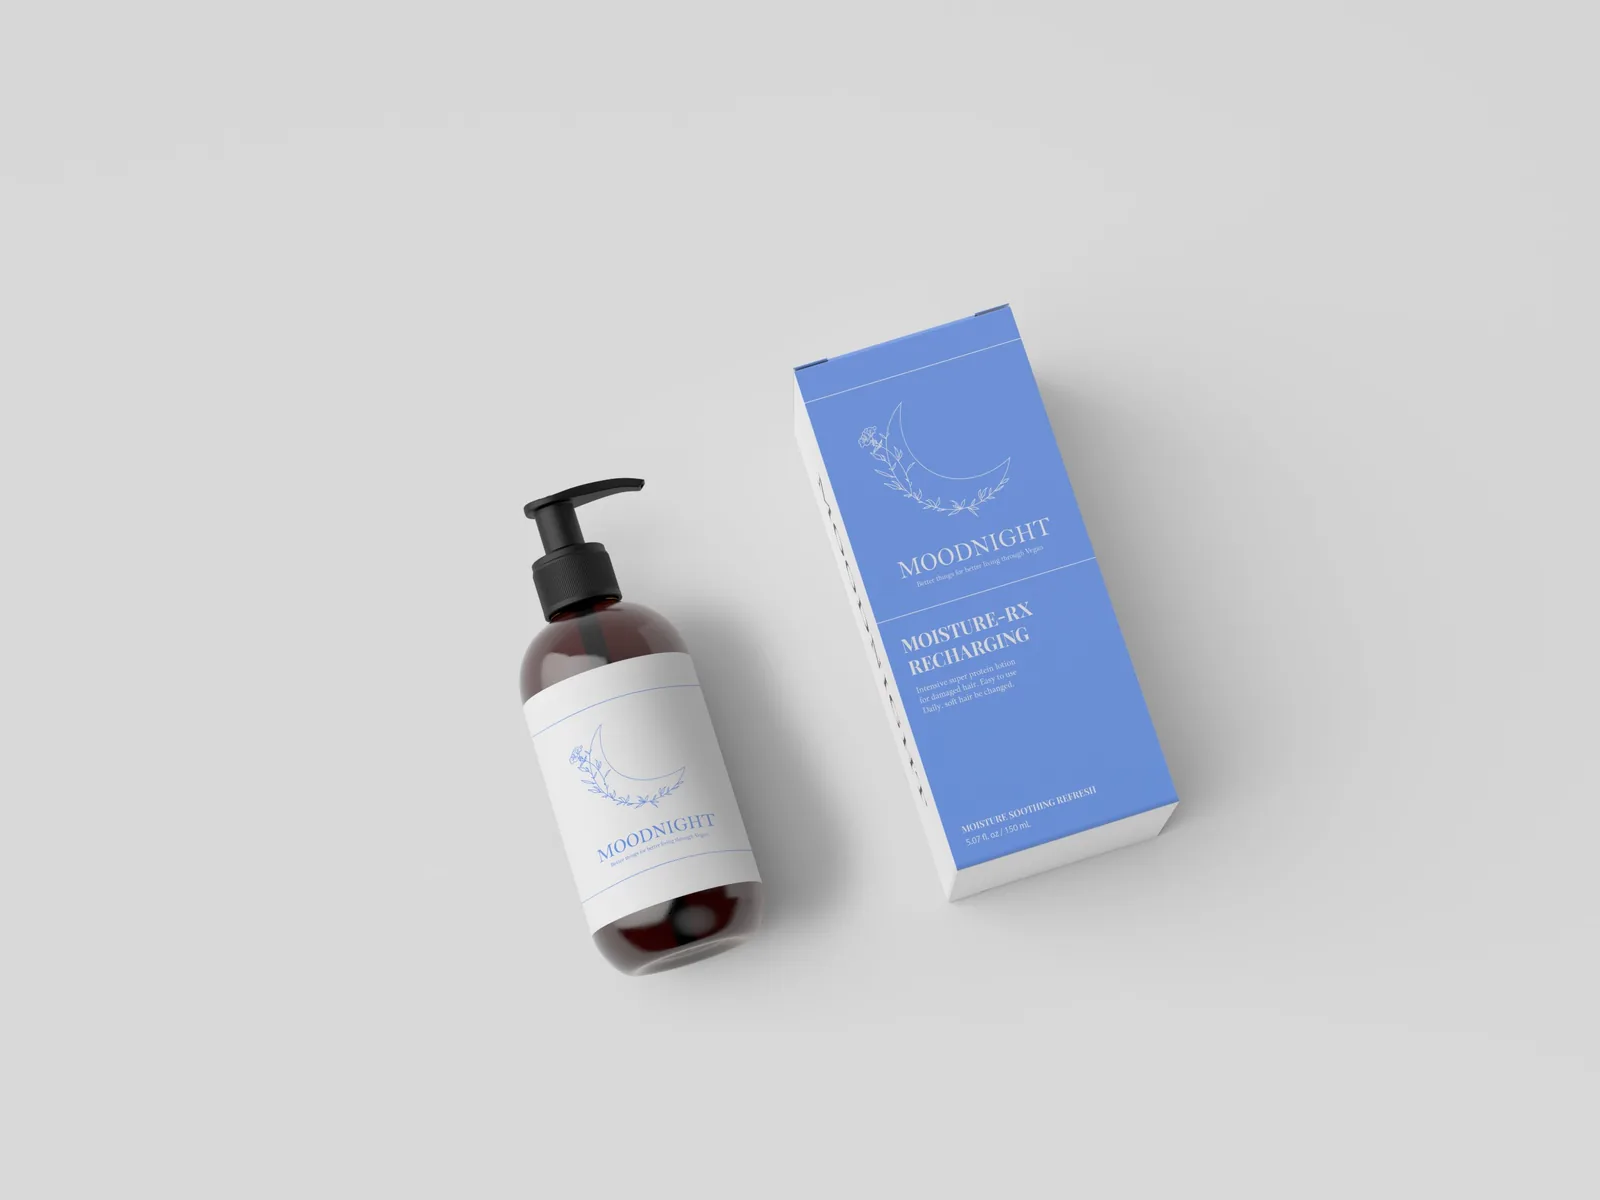 MOODNIGHT
Better things for better living through Vegan
MOODNIGHT
Better things for better living through Vegan
MOISTURE-RX
RECHARGING
Intensive super protein lotion
for damaged hair. Easy to use
Daily. soft hair be changed.
MOISTURE SOOTHING REFRESH
5.07 fl. oz / 150 mL
MOODNIGHT